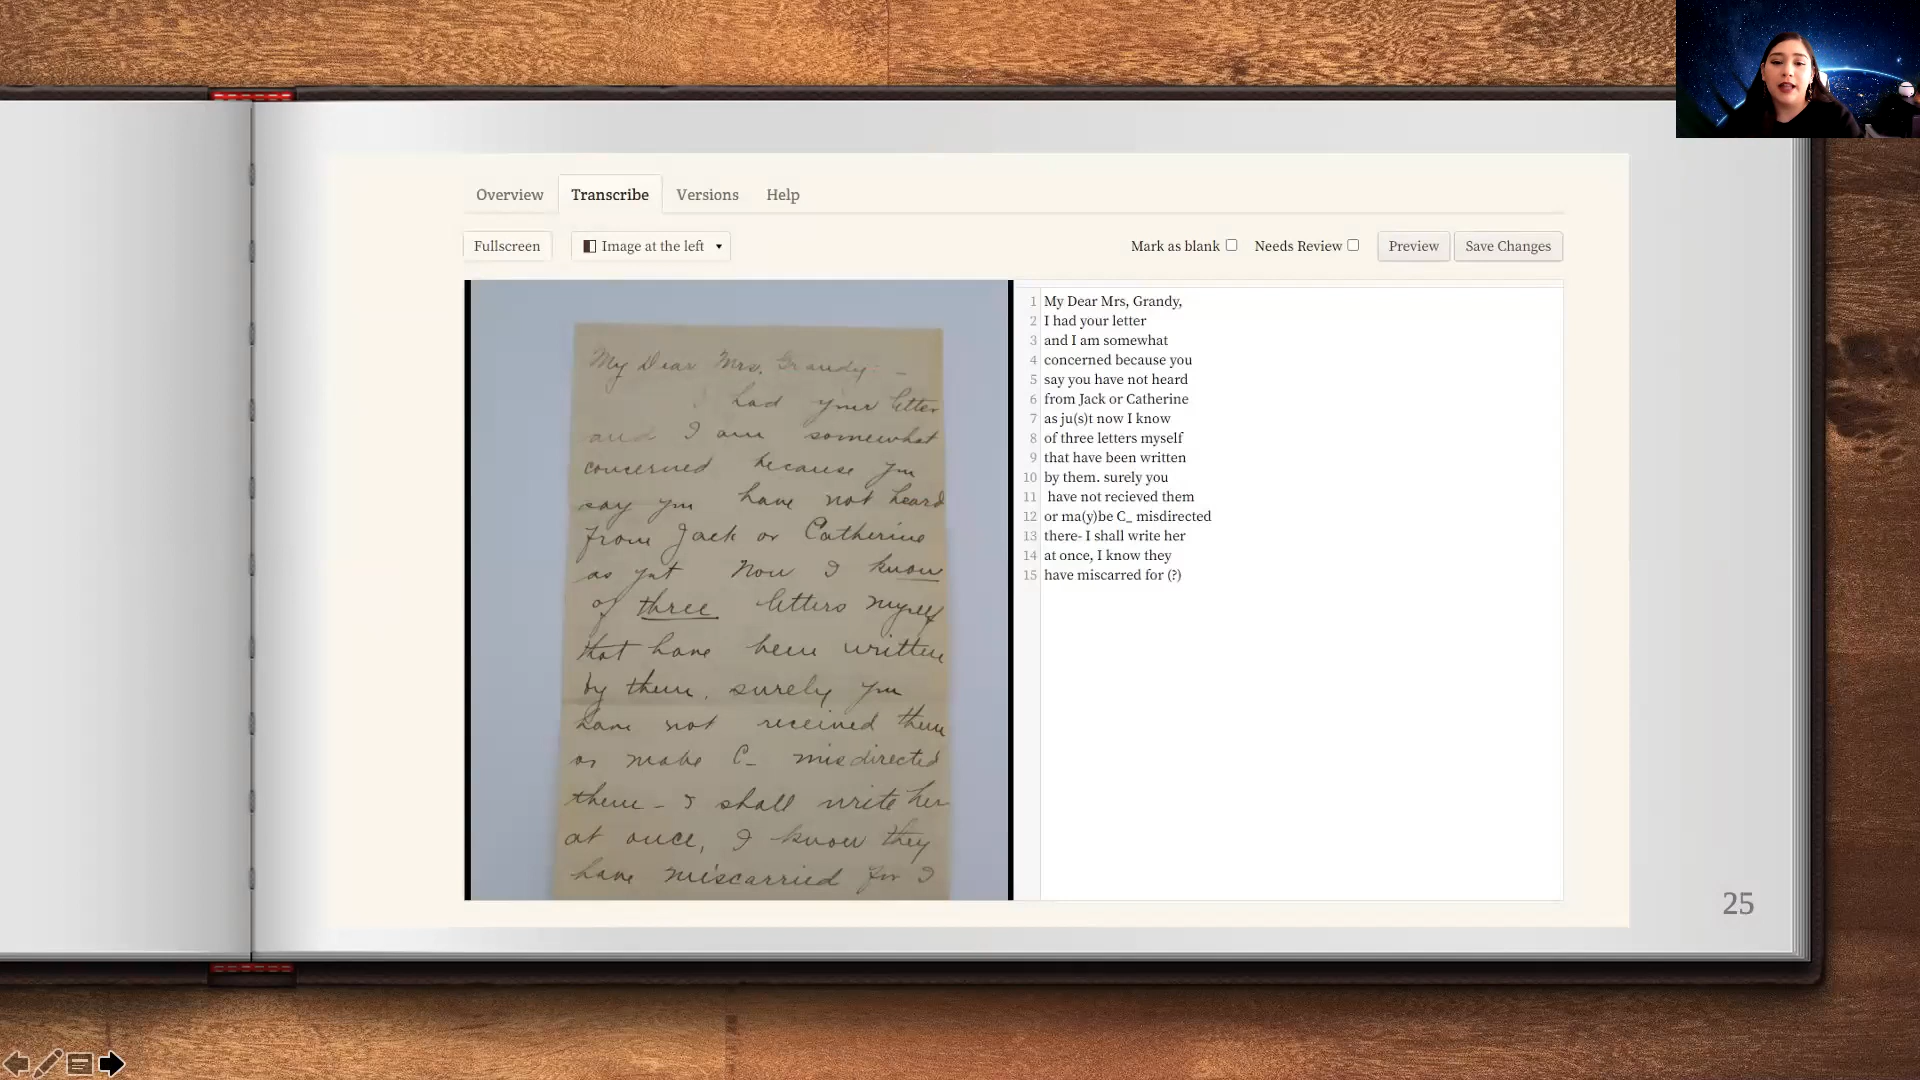 Overview Transcribe Versions Help
Fullscreen Image at the left Mark as blank Needs Review Preview Save Changes
My Dear Mrs. Grandy -
I had your letter
and I am somewhat
concerned because you
say you have not heard
from Jack or Catherine
as yet Now I know
of three letters myself
that have been written
by them. surely you
have not received them
or mabe C_ misdirected
them - I shall write her
at once, I know they
have miscarried for I
1 My Dear Mrs, Grandy,
2 I had your letter
3 and I am somewhat
4 concerned because you
5 say you have not heard
6 from Jack or Catherine
7 as ju(s)t now I know
8 of three letters myself
9 that have been written
10 by them. surely you
11 have not recieved them
12 or ma(y)be C_ misdirected
13 there- I shall write her
14 at once, I know they
15 have miscarred for (?)
25